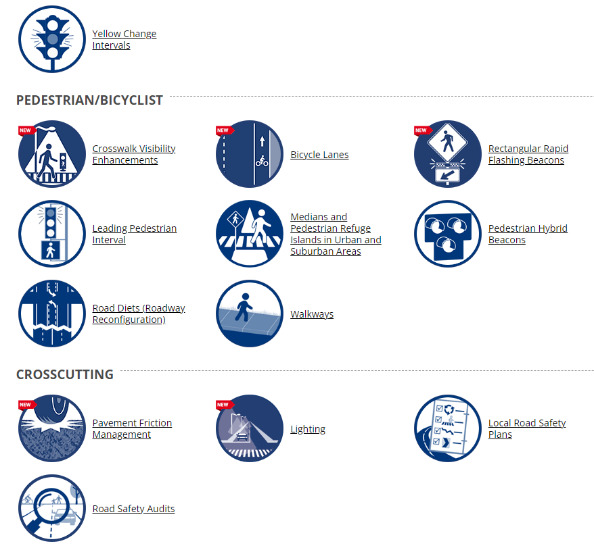 Yellow Change
Intervals
PEDESTRIAN/BICYCLIST
NEW
Crosswalk Visibility
Enhancements
NEW
Bicycle Lanes
NEW
Rectangular Rapid
Flashing Beacons
Leading Pedestrian
Interval
Medians and
Pedestrian Refuge
Islands in Urban and
Suburban Areas
Pedestrian Hybrid
Beacons
Road Diets (Roadway
Reconfiguration)
Walkways
CROSSCUTTING
NEW
Pavement Friction
Management
NEW
Lighting
Local Road Safety
Plans
Road Safety Audits